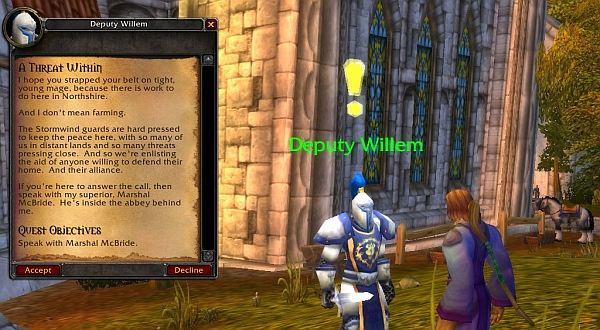 Deputy Willem
A Threat Within
I hope you strapped your belt on tight,
young mage, because there is work to
do here in Northshire.
And I don't mean farming.
The Stormwind guards are hard pressed
to keep the peace here, with so many of
us in distant lands and so many threats
pressing close.  And so we're enlisting
the aid of anyone willing to defend their
home.  And their alliance.
If you're here to answer the call, then
speak with my superior, Marshal
McBride.  He's inside the abbey behind
me.
Quest Objectives
Speak with Marshal McBride.
Accept
Decline
Deputy Willem